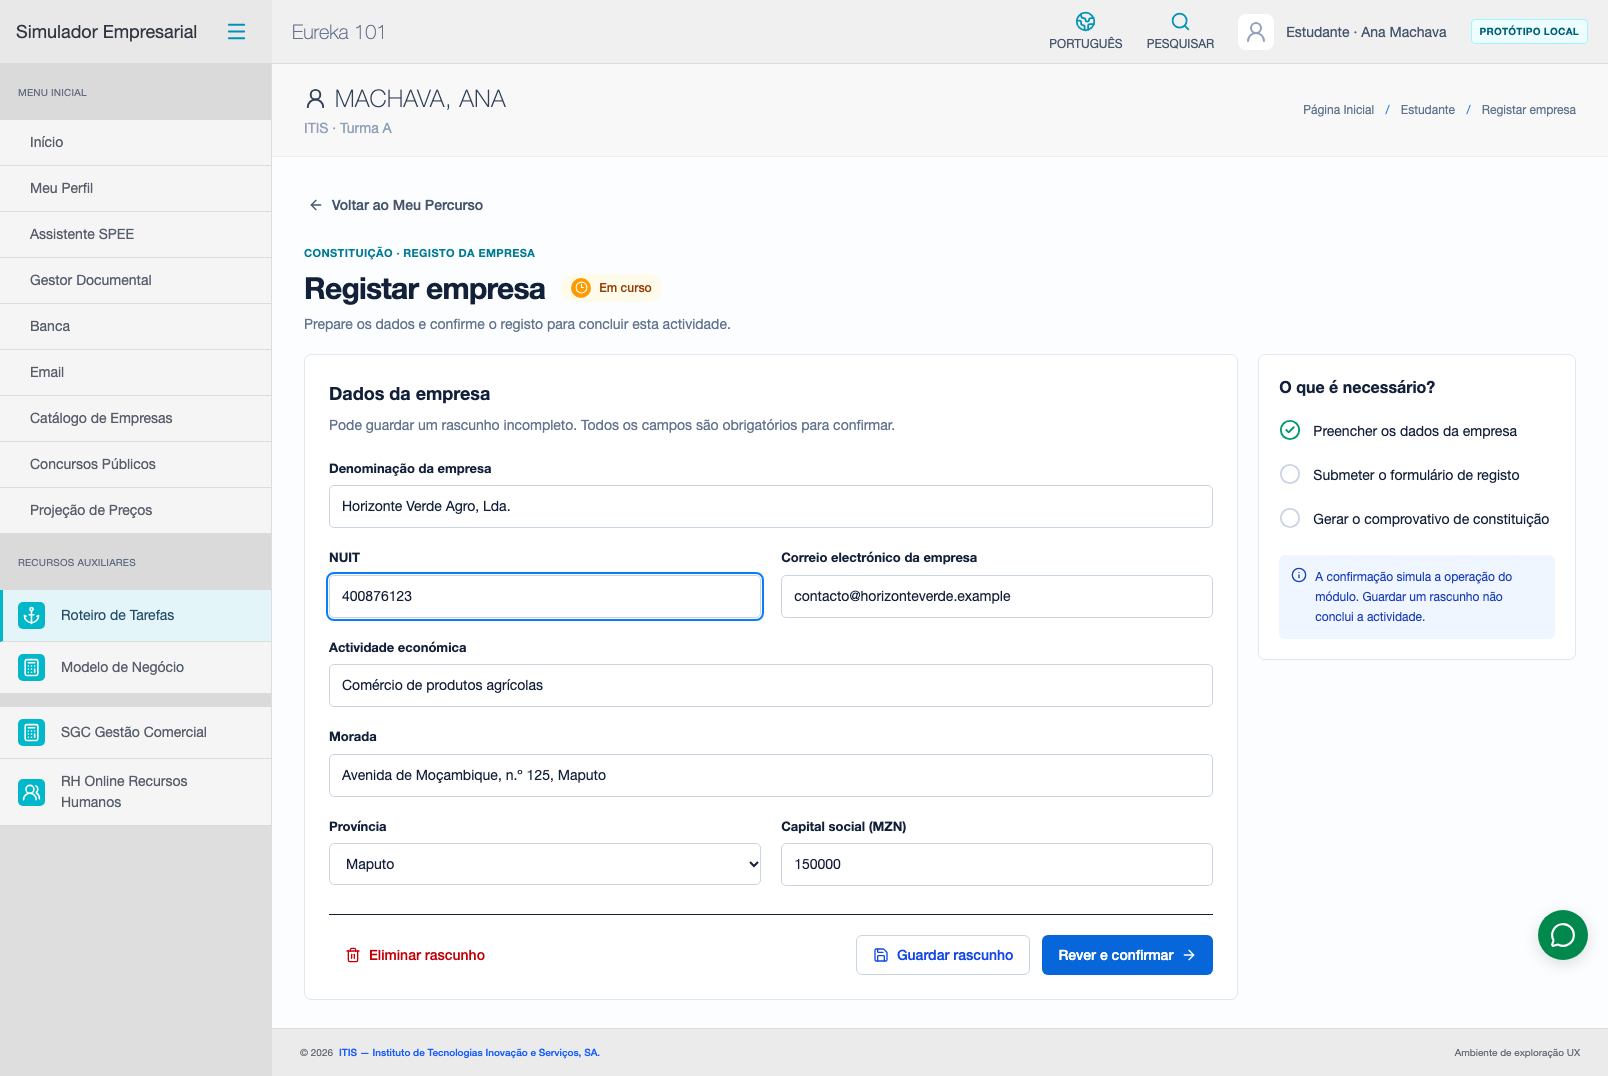 Simulador Empresarial
Eureka 101
PORTUGUÊS
PESQUISAR
Estudante · Ana Machava
PROTÓTIPO LOCAL
MENU INICIAL
Início
Meu Perfil
Assistente SPEE
Gestor Documental
Banca
Email
Catálogo de Empresas
Concursos Públicos
Projeção de Preços
RECURSOS AUXILIARES
Roteiro de Tarefas
Modelo de Negócio
SGC Gestão Comercial
RH Online Recursos
Humanos
MACHAVA, ANA
ITIS · Turma A
Página Inicial / Estudante / Registar empresa
Voltar ao Meu Percurso
CONSTITUIÇÃO · REGISTO DA EMPRESA
Registar empresa
Em curso
Prepare os dados e confirme o registo para concluir esta actividade.
Dados da empresa
Pode guardar um rascunho incompleto. Todos os campos são obrigatórios para confirmar.
Denominação da empresa
Horizonte Verde Agro, Lda.
NUIT
400876123
Correio electrónico da empresa
contacto@horizonteverde.example
Actividade económica
Comércio de produtos agrícolas
Morada
Avenida de Moçambique, n.º 125, Maputo
Província
Maputo
Capital social (MZN)
150000
Eliminar rascunho
Guardar rascunho
Rever e confirmar
O que é necessário?
Preencher os dados da empresa
Submeter o formulário de registo
Gerar o comprovativo de constituição
A confirmação simula a operação do
módulo. Guardar um rascunho não
conclui a actividade.
© 2026 ITIS — Instituto de Tecnologias Inovação e Serviços, SA.
Ambiente de exploração UX